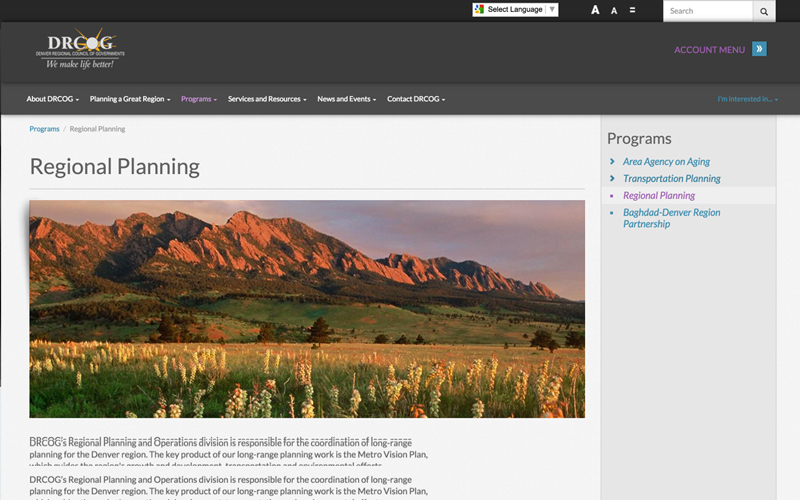 Select Language ▼
A A =
Search
DRCOG
DENVER REGIONAL COUNCIL OF GOVERNMENTS
We make life better!
ACCOUNT MENU »
About DRCOG Planning a Great Region Programs Services and Resources News and Events Contact DRCOG I'm interested in...
Programs / Regional Planning
Regional Planning
Programs
Area Agency on Aging
Transportation Planning
Regional Planning
Baghdad-Denver Region
Partnership
DRCOG's Regional Planning and Operations division is responsible for the coordination of long-range
planning for the Denver region. The key product of our long-range planning work is the Metro Vision Plan,
which guides the region's growth and development, transportation and environmental efforts.
DRCOG's Regional Planning and Operations division is responsible for the coordination of long-range
planning for the Denver region. The key product of our long-range planning work is the Metro Vision Plan,